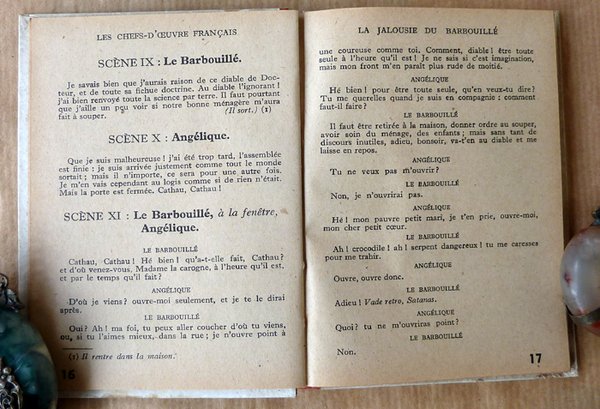 LES CHEFS-D'ŒUVRE FRANÇAIS
SCÈNE IX : Le Barbouillé.
Je savais bien que j'aurais raison de ce diable de Doc-
teur, et de toute sa fichue doctrine. Au diable l'ignorant !
j'ai bien renvoyé toute la science par terre. Il faut pourtant
que j'aille un peu voir si notre bonne ménagère m'aura
fait à souper. (Il sort.) (1)
SCÈNE X : Angélique.
Que je suis malheureuse ! j'ai été trop tard, l'assemblée
est finie : je suis arrivée justement comme tout le monde
sortait ; mais il n'importe, ce sera pour une autre fois.
Je m'en vais cependant au logis comme si de rien n'était.
Mais la porte est fermée. Cathau ! Cathau !
SCÈNE XI : Le Barbouillé, à la fenêtre,
Angélique.
LE BARBOUILLÉ
Cathau, Cathau ! Hé bien ! qu'a-t-elle fait, Cathau ?
et d'où venez-vous, Madame la carogne, à l'heure qu'il est,
et par le temps qu'il fait ?
ANGÉLIQUE
D'où je viens ? ouvre-moi seulement, et je te le dirai
après.
LE BARBOUILLÉ
Oui ? Ah ! ma foi, tu peux aller coucher d'où tu viens,
ou, si tu l'aimes mieux, dans la rue ; je n'ouvre point à
(1) Il rentre dans la maison.
16
LA JALOUSIE DU BARBOUILLÉ
une coureuse comme toi. Comment, diable ! être toute
seule à l'heure qu'il est ! Je ne sais si c'est imagination,
mais mon front m'en paraît plus rude de moitié.
ANGÉLIQUE
Hé bien ! pour être toute seule, qu'en veux-tu dire ?
Tu me querelles quand je suis en compagnie : comment
faut-il faire ?
LE BARBOUILLÉ
Il faut être retirée à la maison, donner ordre au souper,
avoir soin du ménage, des enfants ; mais sans tant de
discours inutiles, adieu, bonsoir, va-t'en au diable et me
laisse en repos.
ANGÉLIQUE
Tu ne veux pas m'ouvrir ?
LE BARBOUILLÉ
Non, je n'ouvrirai pas.
ANGÉLIQUE
Hé ! mon pauvre petit mari, je t'en prie, ouvre-moi,
mon cher petit cœur.
LE BARBOUILLÉ
Ah ! crocodile ! ah ! serpent dangereux ! tu me caresses
pour me trahir.
ANGÉLIQUE
Ouvre, ouvre donc.
LE BARBOUILLÉ
Adieu ! Vade retro, Satanas.
ANGÉLIQUE
Quoi ? tu ne m'ouvriras point ?
LE BARBOUILLÉ
Non.
17